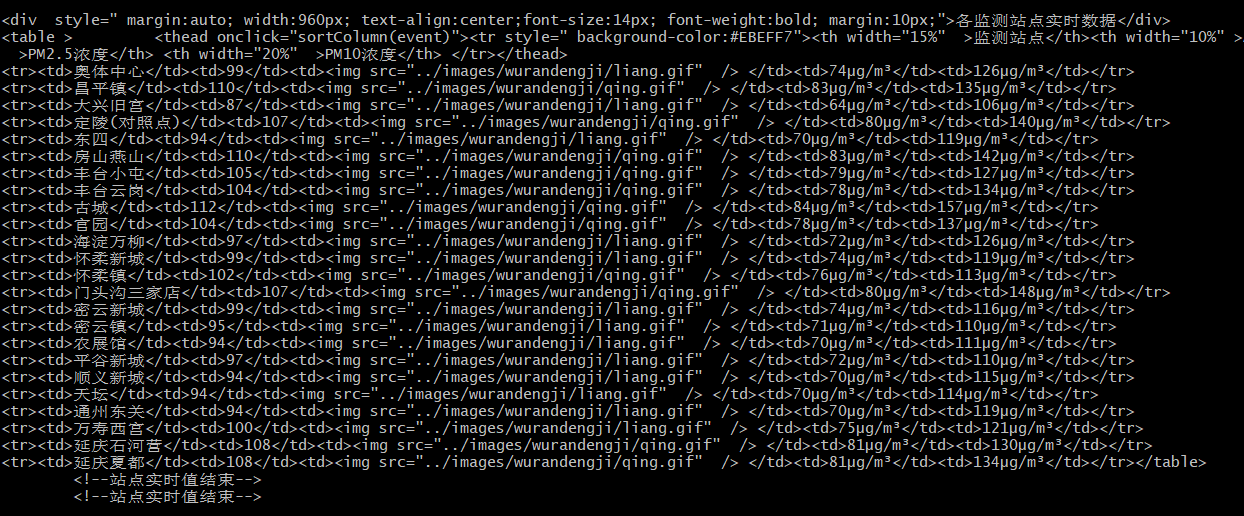 <div  style=" margin:auto; width:960px; text-align:center;font-size:14px; font-weight:bold; margin:10px;">各监测站点实时数据</div>
<table >         <thead onclick="sortColumn(event)"><tr style=" background-color:#EBEFF7"><th width="15%"  >监测站点</th><th width="10%" >
  >PM2.5浓度</th> <th width="20%"  >PM10浓度</th> </tr></thead>
<tr><td>奥体中心</td><td>99</td><td><img src="../images/wurandengji/liang.gif"  /> </td><td>74μg/m³</td><td>126μg/m³</td></tr>
<tr><td>昌平镇</td><td>110</td><td><img src="../images/wurandengji/qing.gif"  /> </td><td>83μg/m³</td><td>135μg/m³</td></tr>
<tr><td>大兴旧宫</td><td>87</td><td><img src="../images/wurandengji/liang.gif"  /> </td><td>64μg/m³</td><td>106μg/m³</td></tr>
<tr><td>定陵(对照点)</td><td>107</td><td><img src="../images/wurandengji/qing.gif"  /> </td><td>80μg/m³</td><td>140μg/m³</td></tr>
<tr><td>东四</td><td>94</td><td><img src="../images/wurandengji/liang.gif"  /> </td><td>70μg/m³</td><td>119μg/m³</td></tr>
<tr><td>房山燕山</td><td>110</td><td><img src="../images/wurandengji/qing.gif"  /> </td><td>83μg/m³</td><td>142μg/m³</td></tr>
<tr><td>丰台小屯</td><td>105</td><td><img src="../images/wurandengji/qing.gif"  /> </td><td>79μg/m³</td><td>127μg/m³</td></tr>
<tr><td>丰台云岗</td><td>104</td><td><img src="../images/wurandengji/qing.gif"  /> </td><td>78μg/m³</td><td>134μg/m³</td></tr>
<tr><td>古城</td><td>112</td><td><img src="../images/wurandengji/qing.gif"  /> </td><td>84μg/m³</td><td>157μg/m³</td></tr>
<tr><td>官园</td><td>104</td><td><img src="../images/wurandengji/qing.gif"  /> </td><td>78μg/m³</td><td>137μg/m³</td></tr>
<tr><td>海淀万柳</td><td>97</td><td><img src="../images/wurandengji/liang.gif"  /> </td><td>72μg/m³</td><td>126μg/m³</td></tr>
<tr><td>怀柔新城</td><td>99</td><td><img src="../images/wurandengji/liang.gif"  /> </td><td>74μg/m³</td><td>119μg/m³</td></tr>
<tr><td>怀柔镇</td><td>102</td><td><img src="../images/wurandengji/qing.gif"  /> </td><td>76μg/m³</td><td>113μg/m³</td></tr>
<tr><td>门头沟三家店</td><td>107</td><td><img src="../images/wurandengji/qing.gif"  /> </td><td>80μg/m³</td><td>148μg/m³</td></tr>
<tr><td>密云新城</td><td>99</td><td><img src="../images/wurandengji/liang.gif"  /> </td><td>74μg/m³</td><td>116μg/m³</td></tr>
<tr><td>密云镇</td><td>95</td><td><img src="../images/wurandengji/liang.gif"  /> </td><td>71μg/m³</td><td>110μg/m³</td></tr>
<tr><td>农展馆</td><td>94</td><td><img src="../images/wurandengji/liang.gif"  /> </td><td>70μg/m³</td><td>111μg/m³</td></tr>
<tr><td>平谷新城</td><td>97</td><td><img src="../images/wurandengji/liang.gif"  /> </td><td>72μg/m³</td><td>110μg/m³</td></tr>
<tr><td>顺义新城</td><td>94</td><td><img src="../images/wurandengji/liang.gif"  /> </td><td>70μg/m³</td><td>115μg/m³</td></tr>
<tr><td>天坛</td><td>94</td><td><img src="../images/wurandengji/liang.gif"  /> </td><td>70μg/m³</td><td>114μg/m³</td></tr>
<tr><td>通州东关</td><td>94</td><td><img src="../images/wurandengji/liang.gif"  /> </td><td>70μg/m³</td><td>119μg/m³</td></tr>
<tr><td>万寿西宫</td><td>100</td><td><img src="../images/wurandengji/liang.gif"  /> </td><td>75μg/m³</td><td>121μg/m³</td></tr>
<tr><td>延庆石河营</td><td>108</td><td><img src="../images/wurandengji/qing.gif"  /> </td><td>81μg/m³</td><td>130μg/m³</td></tr>
<tr><td>延庆夏都</td><td>108</td><td><img src="../images/wurandengji/qing.gif"  /> </td><td>81μg/m³</td><td>134μg/m³</td></tr></table>
        <!--站点实时值结束-->
        <!--站点实时值结束-->